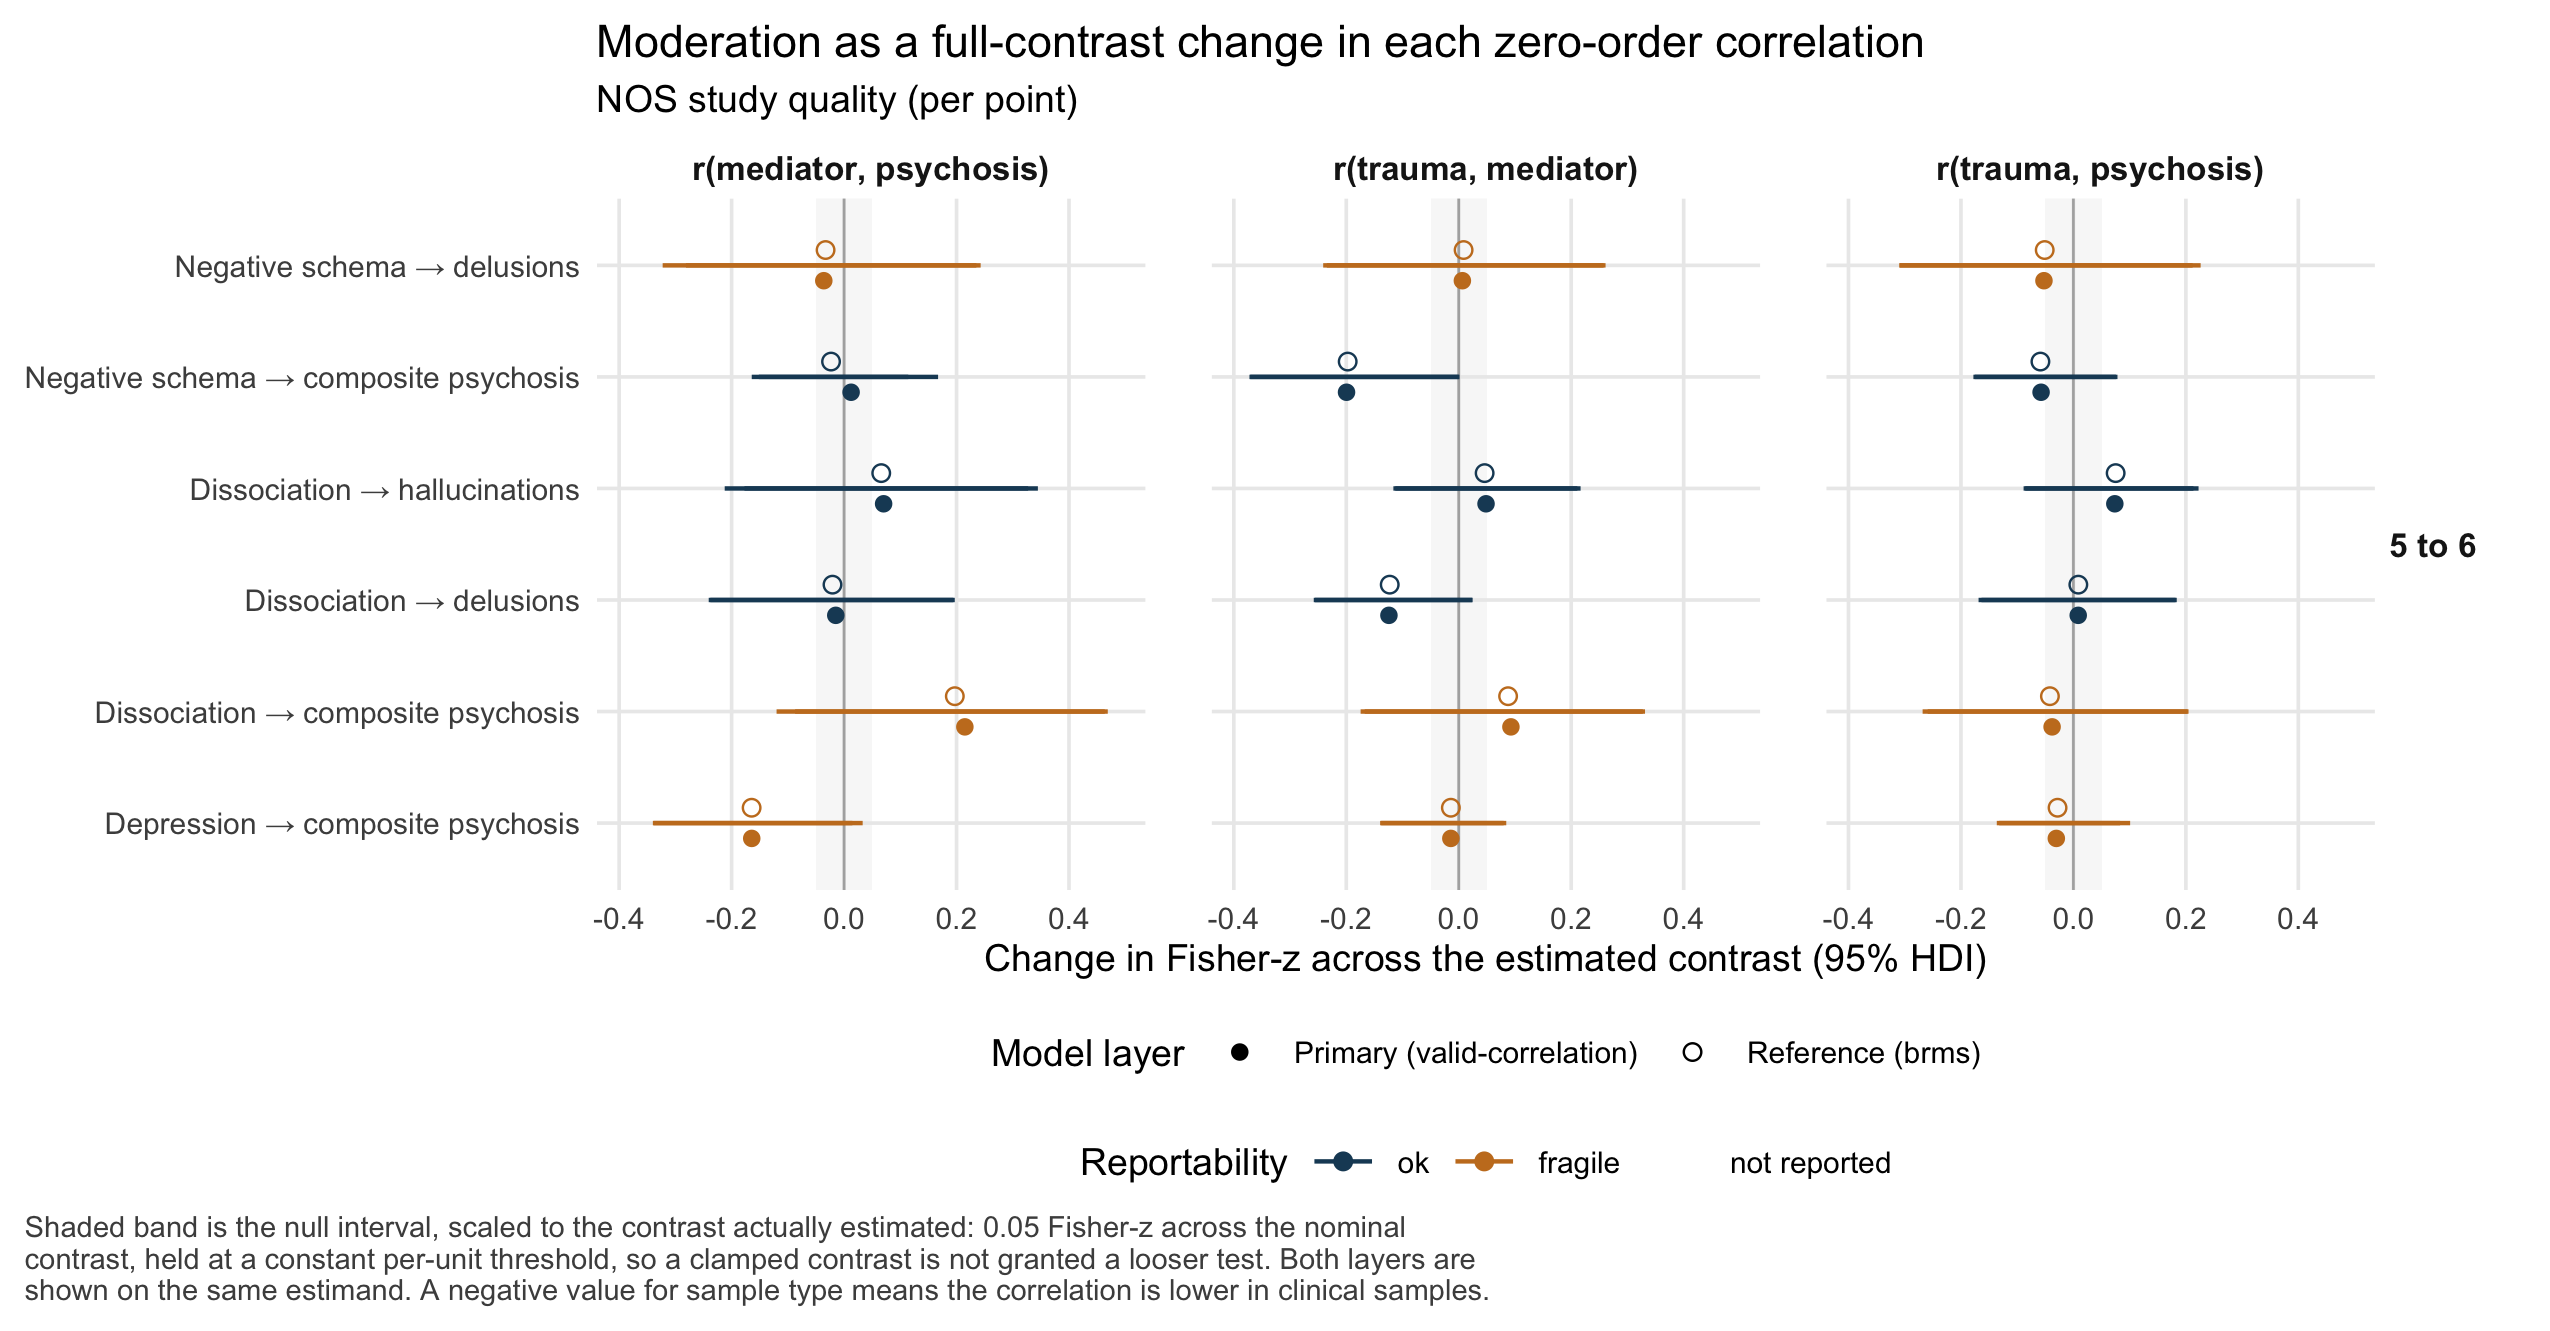 Moderation as a full-contrast change in each zero-order correlation
NOS study quality (per point)
r(mediator, psychosis)
r(trauma, mediator)
r(trauma, psychosis)
Negative schema → delusions
Negative schema → composite psychosis
Dissociation → hallucinations
Dissociation → delusions
Dissociation → composite psychosis
Depression → composite psychosis
5 to 6
-0.4 -0.2 0.0 0.2 0.4
-0.4 -0.2 0.0 0.2 0.4
-0.4 -0.2 0.0 0.2 0.4
Change in Fisher-z across the estimated contrast (95% HDI)
Model layer Primary (valid-correlation) Reference (brms)
Reportability ok fragile not reported
Shaded band is the null interval, scaled to the contrast actually estimated: 0.05 Fisher-z across the nominal
contrast, held at a constant per-unit threshold, so a clamped contrast is not granted a looser test. Both layers are
shown on the same estimand. A negative value for sample type means the correlation is lower in clinical samples.